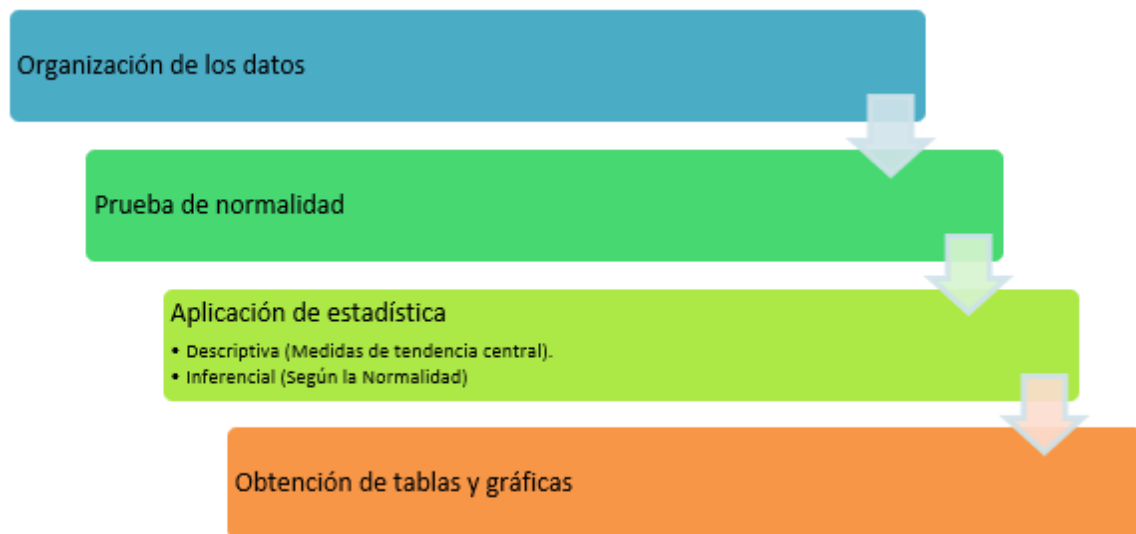 Organización de los datos
Prueba de normalidad
Aplicación de estadística
• Descriptiva (Medidas de tendencia central).
• Inferencial (Según la Normalidad)
Obtención de tablas y gráficas